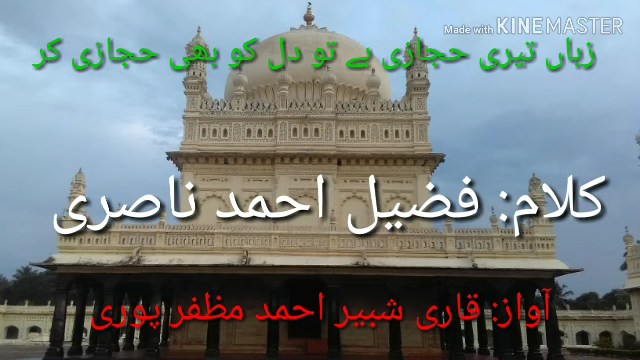 Made with KINEMASTER
زباں تیری حجازی ہے تو دل کو بھی حجازی کر
کلام: فضیل احمد ناصری
آواز: قاری شبیر احمد مظفر پوری